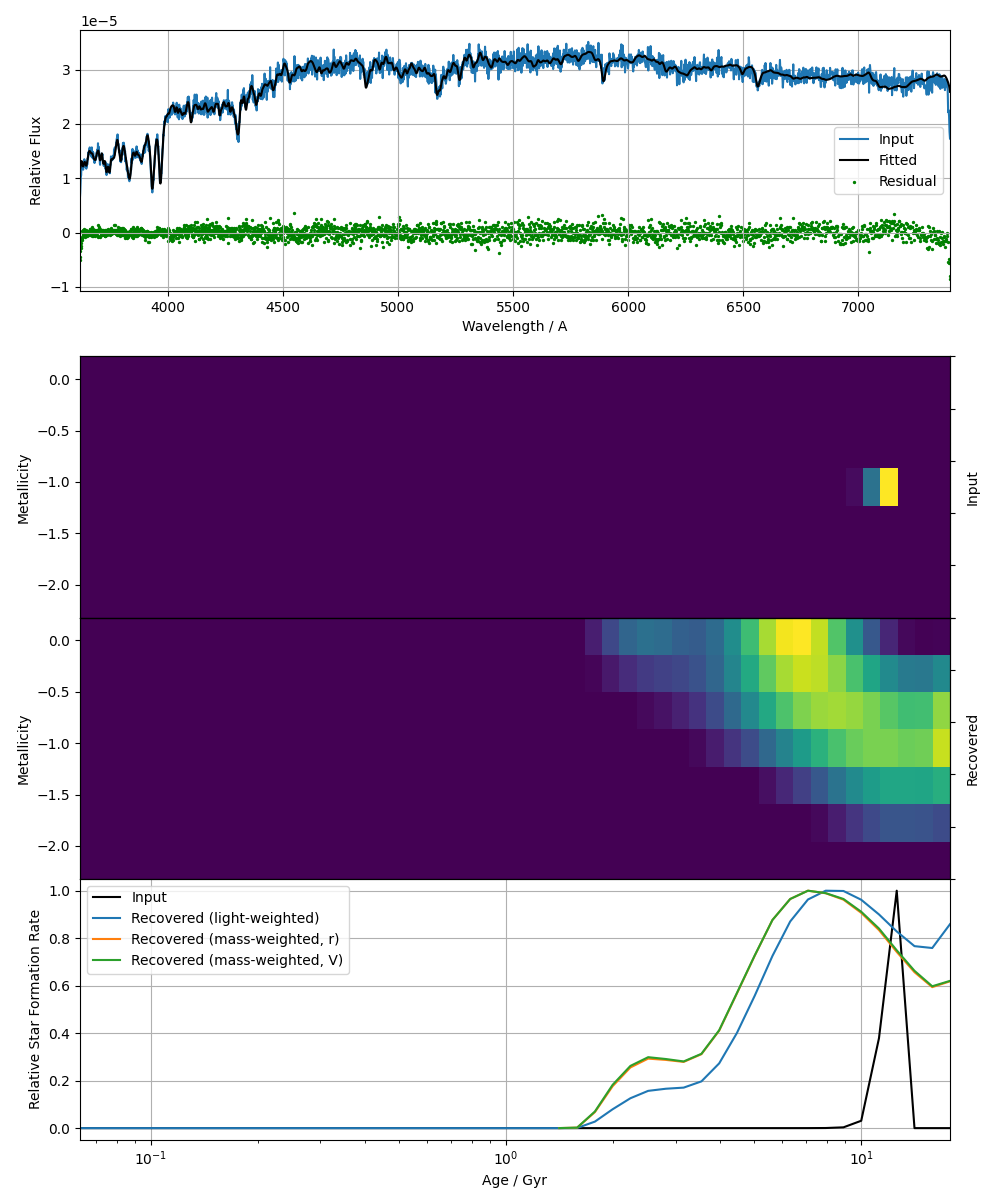 1e−5
Relative Flux
3
2
1
0
−1
Input
Fitted
Residual
4000 4500 5000 5500 6000 6500 7000
Wavelength / A
Metallicity
0.0
−0.5
−1.0
−1.5
−2.0
Input
Metallicity
0.0
−0.5
−1.0
−1.5
−2.0
Recovered
Relative Star Formation Rate
1.0
0.8
0.6
0.4
0.2
0.0
Input
Recovered (light-weighted)
Recovered (mass-weighted, r)
Recovered (mass-weighted, V)
10⁻¹ 10⁰ 10¹
Age / Gyr